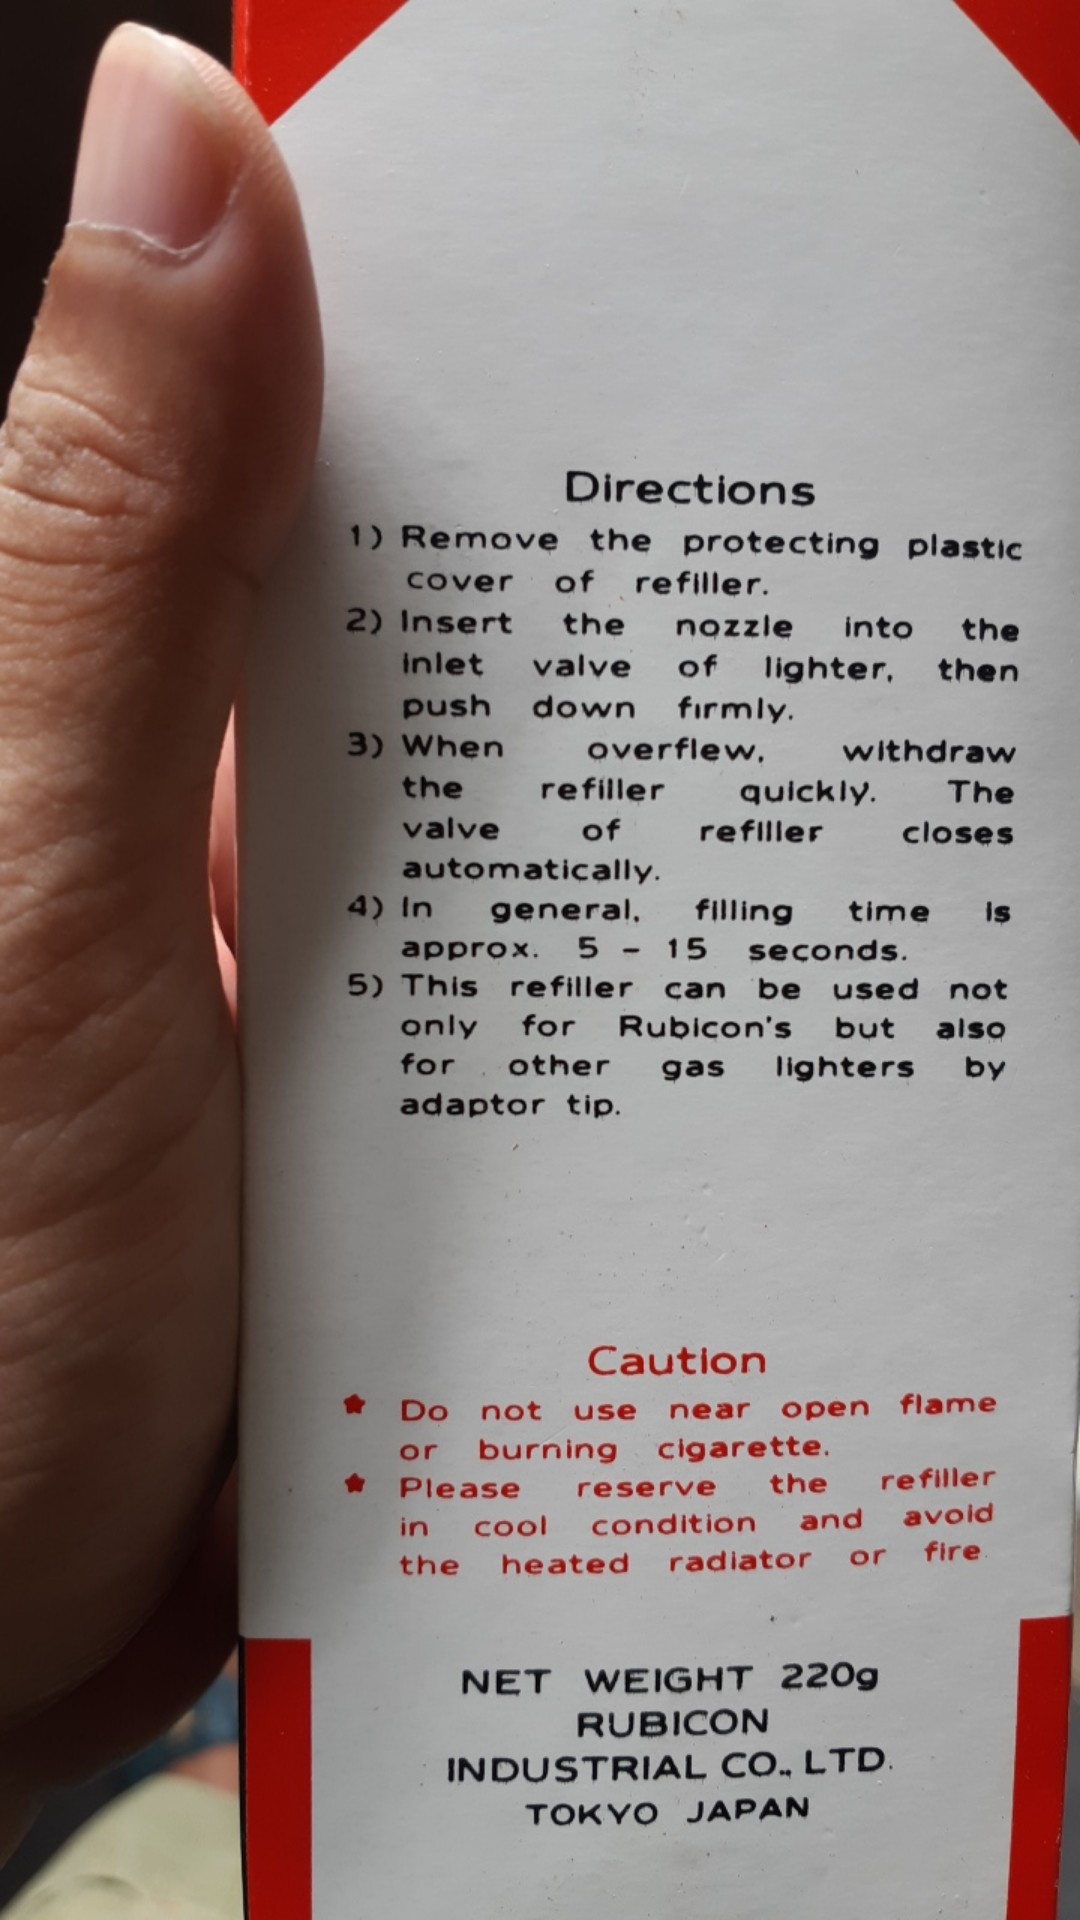 Directions
1) Remove the protecting plastic
cover of refiller.
2) Insert the nozzle into the
inlet valve of lighter, then
push down firmly.
3) When overflew, withdraw
the refiller quickly. The
valve of refiller closes
automatically.
4) In general, filling time is
approx. 5 – 15 seconds.
5) This refiller can be used not
only for Rubicon's but also
for other gas lighters by
adaptor tip.
Caution
★ Do not use near open flame
or burning cigarette.
★ Please reserve the refiller
in cool condition and avoid
the heated radiator or fire.
NET WEIGHT 220g
RUBICON
INDUSTRIAL CO., LTD.
TOKYO JAPAN